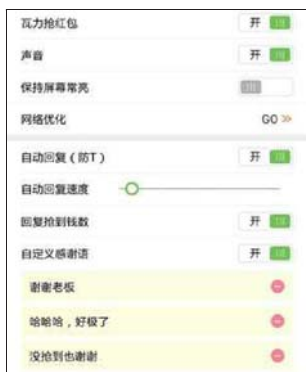 瓦力抢红包 开
声音 开
保持屏幕常亮
网络优化 GO >>
自动回复(防T) 开
自动回复速度
回复抢到钱数 开
自定义感谢语 开
谢谢老板
哈哈哈，好极了
没抢到也谢谢